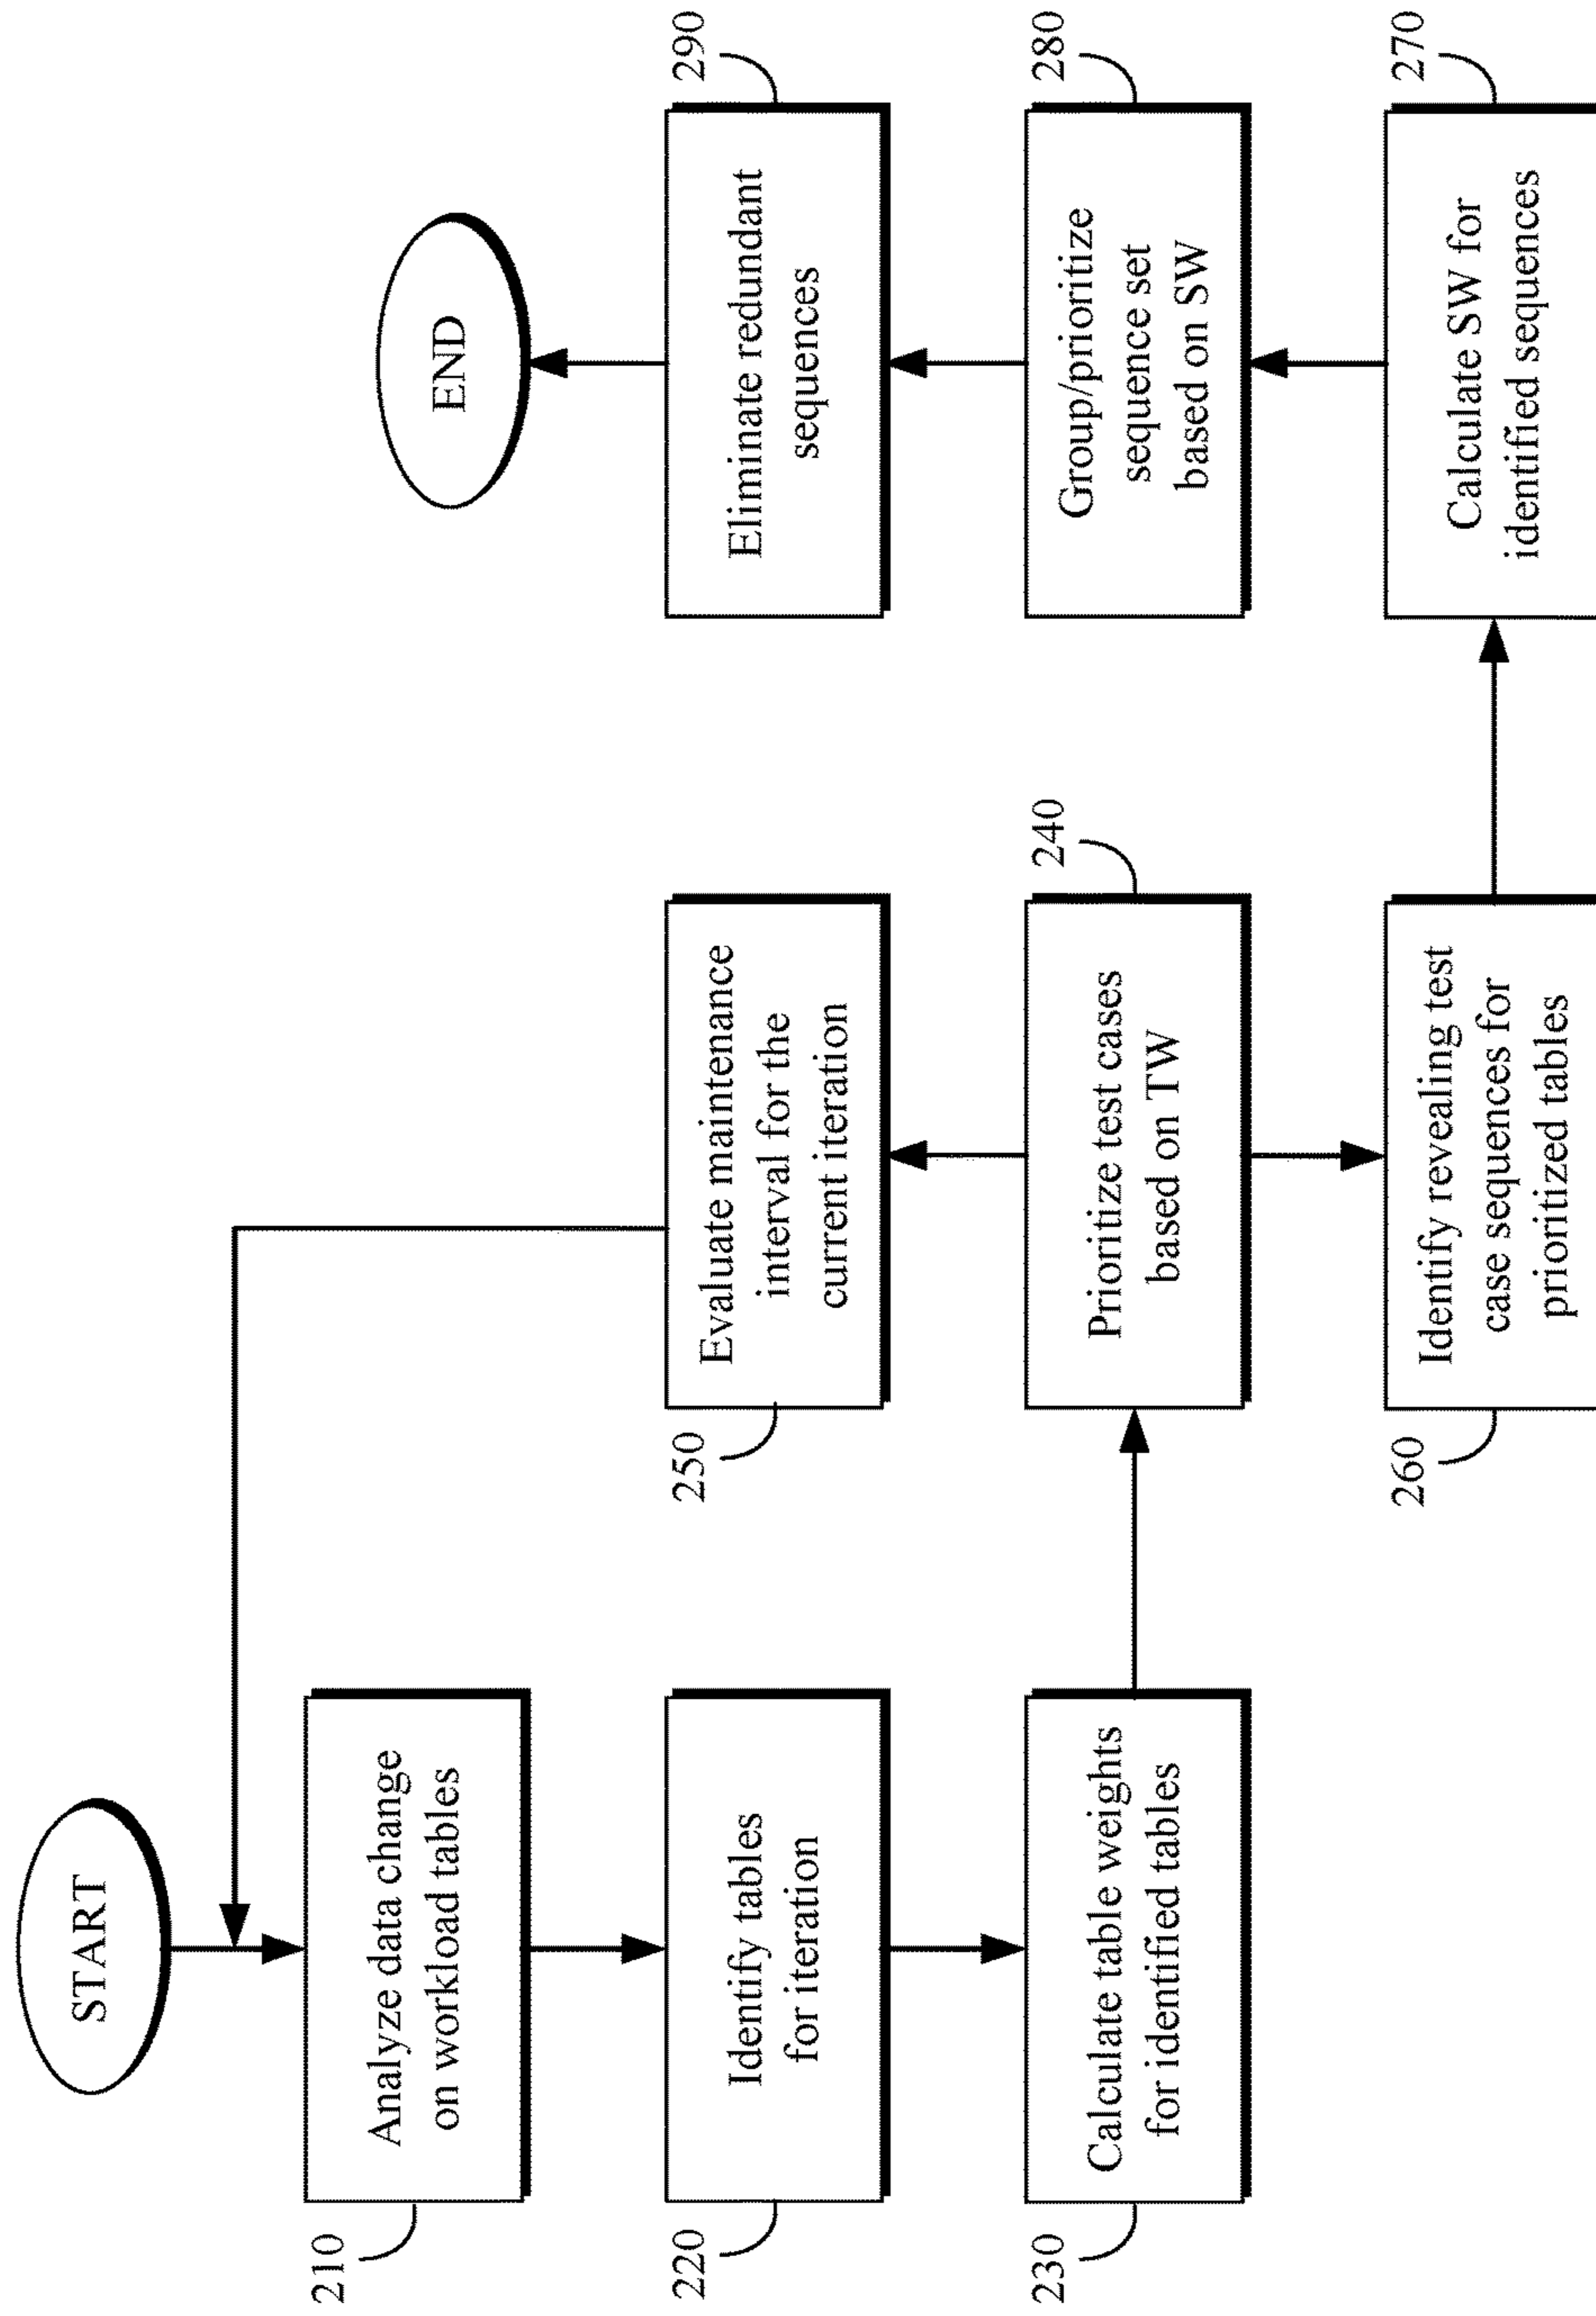 START
210
Analyze data change
on workload tables
220
Identify tables
for iteration
230
Calculate table weights
for identified tables
240
Prioritize test cases
based on TW
250
Evaluate maintenance
interval for the
current iteration
260
Identify revealing test
case sequences for
prioritized tables
270
Calculate SW for
identified sequences
280
Group/prioritize
sequence set
based on SW
290
Eliminate redundant
sequences
END